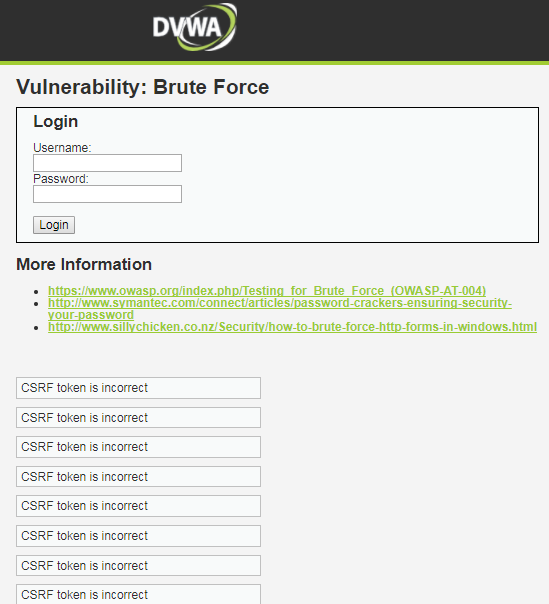 DVWA
Vulnerability: Brute Force
Login
Username:
Password:
Login
More Information
https://www.owasp.org/index.php/Testing_for_Brute_Force_(OWASP-AT-004)
http://www.symantec.com/connect/articles/password-crackers-ensuring-security-
your-password
http://www.sillychicken.co.nz/Security/how-to-brute-force-http-forms-in-windows.html
CSRF token is incorrect
CSRF token is incorrect
CSRF token is incorrect
CSRF token is incorrect
CSRF token is incorrect
CSRF token is incorrect
CSRF token is incorrect
CSRF token is incorrect